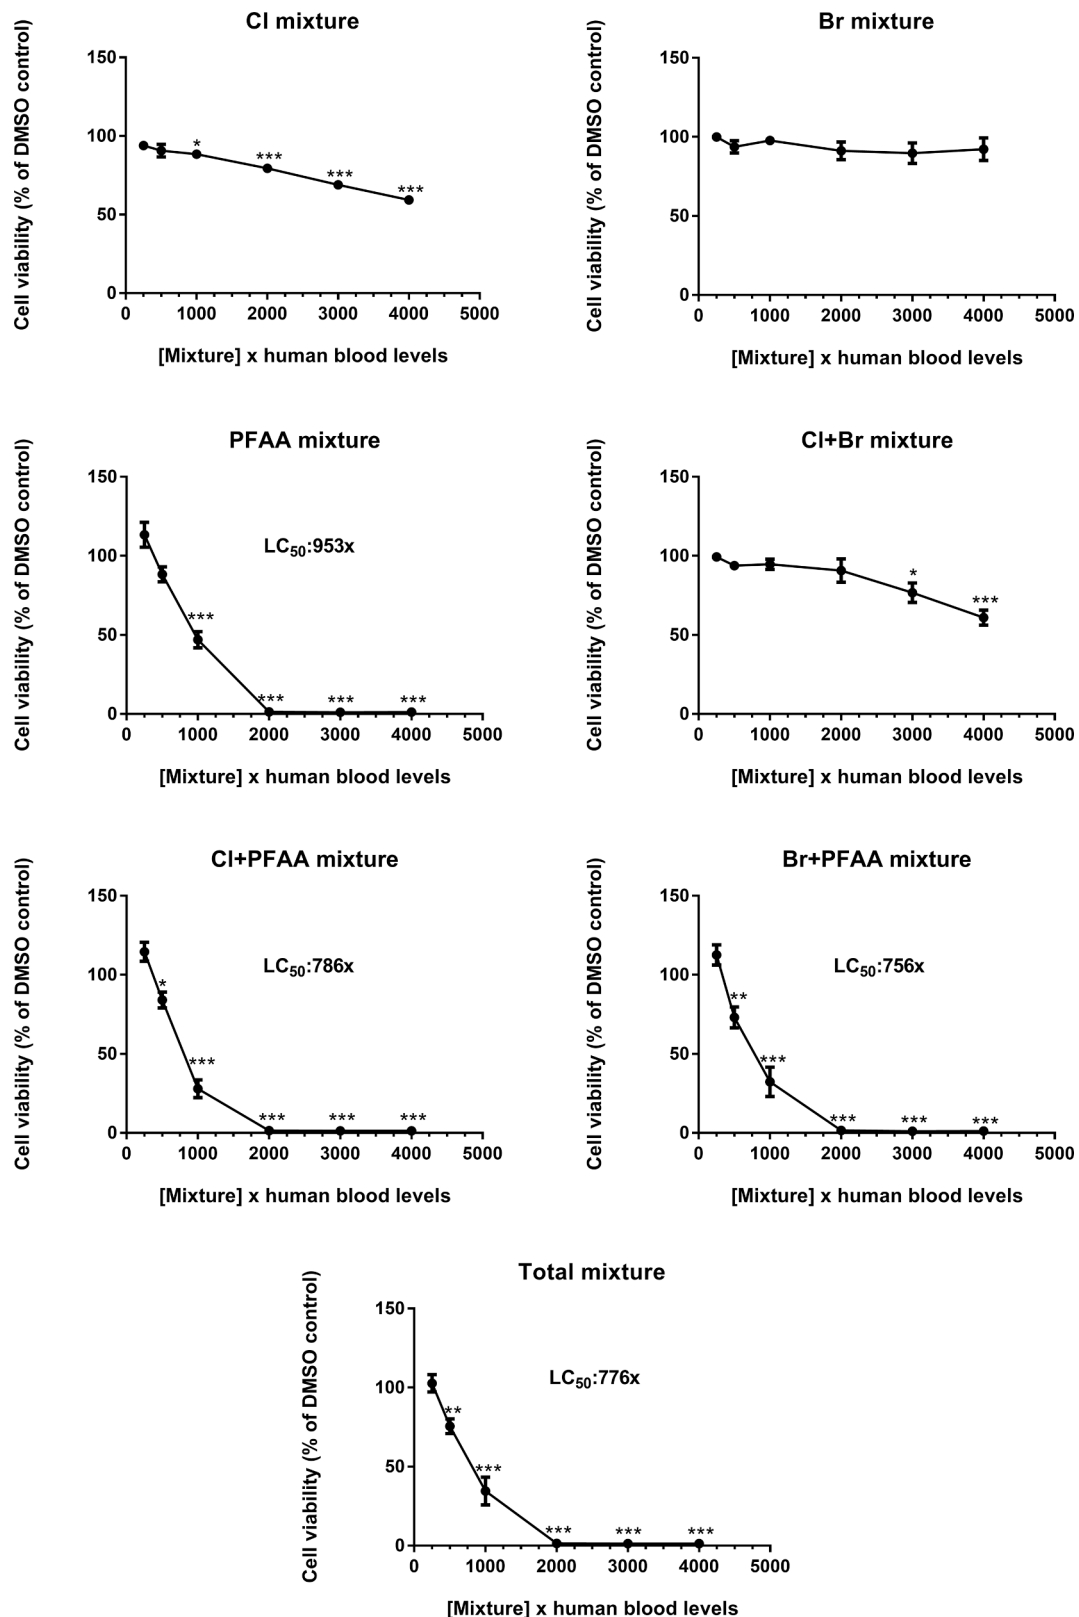 Cl mixture
Cell viability (% of DMSO control)
150
100
50
0
* *** *** ***
0 1000 2000 3000 4000 5000
[Mixture] x human blood levels
Br mixture
Cell viability (% of DMSO control)
150
100
50
0
0 1000 2000 3000 4000 5000
[Mixture] x human blood levels
PFAA mixture
Cell viability (% of DMSO control)
150
100
50
0
LC50:953x
*** *** *** ***
0 1000 2000 3000 4000 5000
[Mixture] x human blood levels
Cl+Br mixture
Cell viability (% of DMSO control)
150
100
50
0
* ***
0 1000 2000 3000 4000 5000
[Mixture] x human blood levels
Cl+PFAA mixture
Cell viability (% of DMSO control)
150
100
50
0
LC50:786x
* *** *** *** ***
0 1000 2000 3000 4000 5000
[Mixture] x human blood levels
Br+PFAA mixture
Cell viability (% of DMSO control)
150
100
50
0
LC50:756x
** *** *** *** ***
0 1000 2000 3000 4000 5000
[Mixture] x human blood levels
Total mixture
Cell viability (% of DMSO control)
150
100
50
0
LC50:776x
** *** *** *** ***
0 1000 2000 3000 4000 5000
[Mixture] x human blood levels